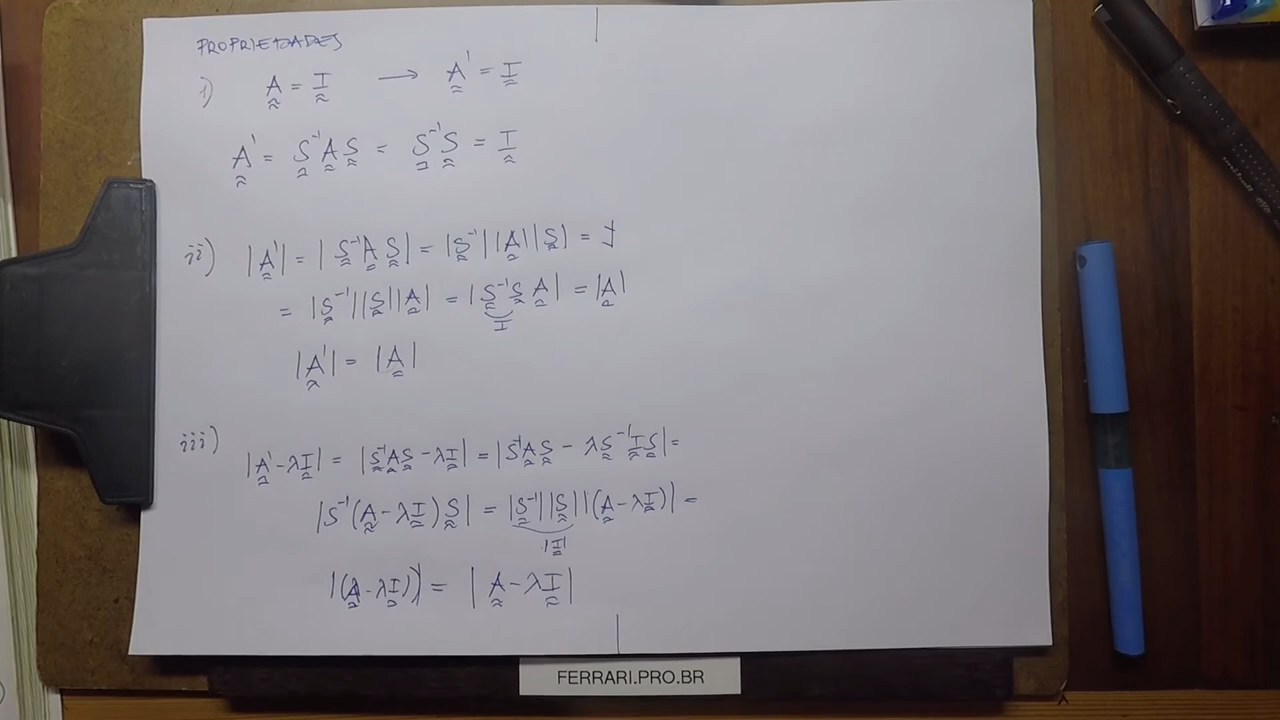 PROPRIEDADES
i) A = I → A' = I
A' = S⁻¹AS = S⁻¹S = I
ii) |A'| = |S⁻¹AS| = |S⁻¹||A||S| =
= |S⁻¹||S||A| = |S⁻¹SA| = |A|
I
|A'| = |A|
iii) |A'-λI| = |S⁻¹AS-λI| = |S⁻¹AS - λS⁻¹IS| =
|S⁻¹(A-λI)S| = |S⁻¹||S||(A-λI)| =
|I|
|(A-λI)| = |A-λI|
FERRARI.PRO.BR